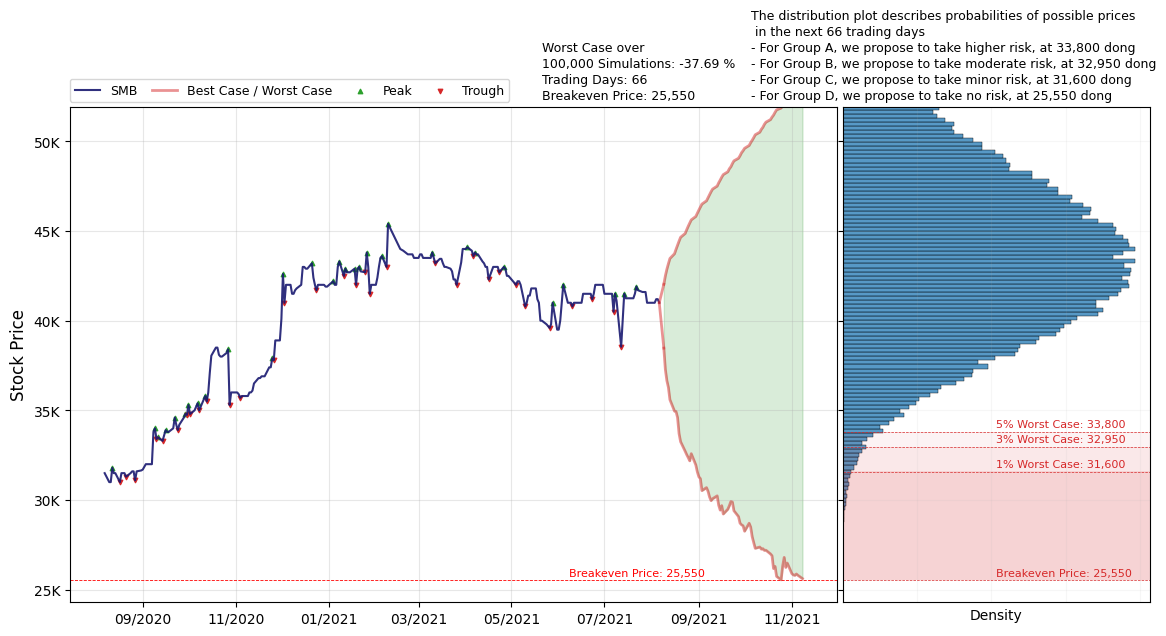 The distribution plot describes probabilities of possible prices
in the next 66 trading days
- For Group A, we propose to take higher risk, at 33,800 dong
- For Group B, we propose to take moderate risk, at 32,950 dong
- For Group C, we propose to take minor risk, at 31,600 dong
- For Group D, we propose to take no risk, at 25,550 dong
Worst Case over
100,000 Simulations: -37.69 %
Trading Days: 66
Breakeven Price: 25,550
SMB Best Case / Worst Case Peak Trough
Stock Price
50K
45K
40K
35K
30K
25K
5% Worst Case: 33,800
3% Worst Case: 32,950
1% Worst Case: 31,600
Breakeven Price: 25,550
Breakeven Price: 25,550
09/2020 11/2020 01/2021 03/2021 05/2021 07/2021 09/2021 11/2021
Density